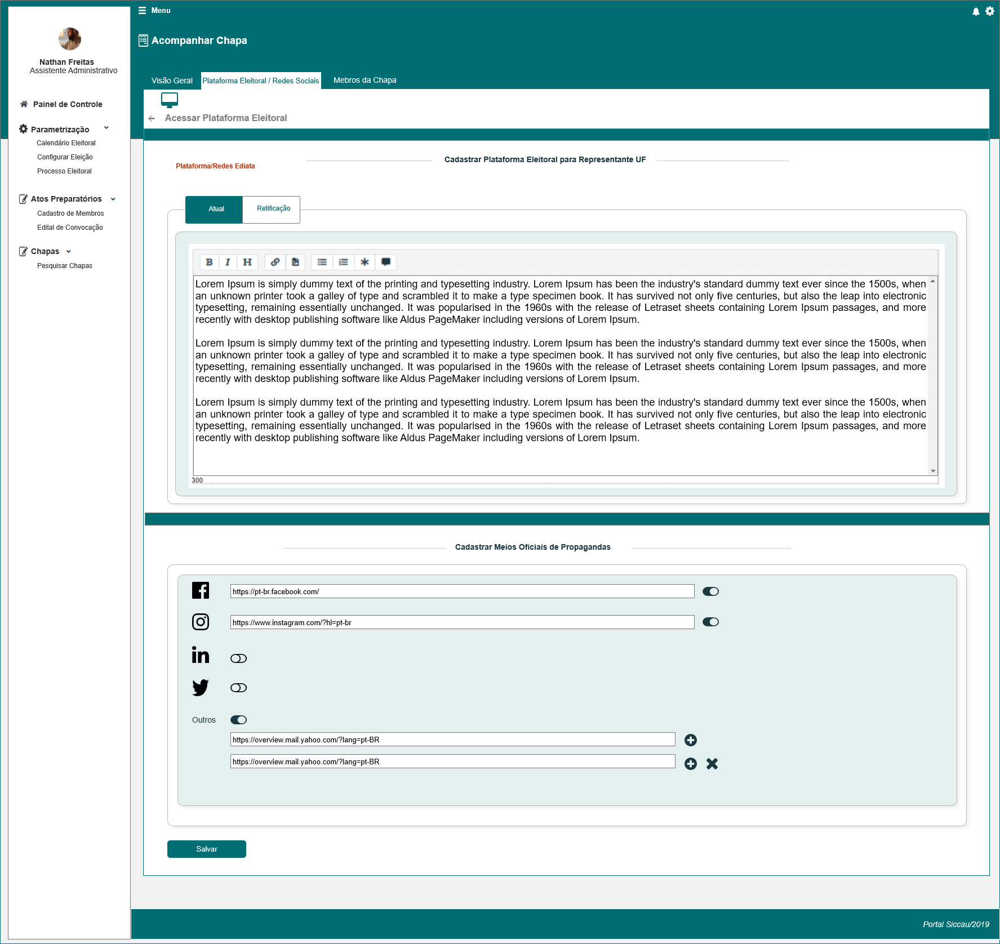 Menu
Acompanhar Chapa
Nathan Freitas
Assistente Administrativo
Painel de Controle
Parametrização
Calendário Eleitoral
Configurar Eleição
Processo Eleitoral
Atos Preparatórios
Cadastro de Membros
Edital de Convocação
Chapas
Pesquisar Chapas
Visão Geral
Plataforma Eleitoral / Redes Sociais
Mebros da Chapa
Acessar Plataforma Eleitoral
Plataforma/Redes Ediata
Cadastrar Plataforma Eleitoral para Representante UF
Atual
Retificação
B I H
Lorem Ipsum is simply dummy text of the printing and typesetting industry. Lorem Ipsum has been the industry's standard dummy text ever since the 1500s, when
an unknown printer took a galley of type and scrambled it to make a type specimen book. It has survived not only five centuries, but also the leap into electronic
typesetting, remaining essentially unchanged. It was popularised in the 1960s with the release of Letraset sheets containing Lorem Ipsum passages, and more
recently with desktop publishing software like Aldus PageMaker including versions of Lorem Ipsum.
Lorem Ipsum is simply dummy text of the printing and typesetting industry. Lorem Ipsum has been the industry's standard dummy text ever since the 1500s, when
an unknown printer took a galley of type and scrambled it to make a type specimen book. It has survived not only five centuries, but also the leap into electronic
typesetting, remaining essentially unchanged. It was popularised in the 1960s with the release of Letraset sheets containing Lorem Ipsum passages, and more
recently with desktop publishing software like Aldus PageMaker including versions of Lorem Ipsum.
Lorem Ipsum is simply dummy text of the printing and typesetting industry. Lorem Ipsum has been the industry's standard dummy text ever since the 1500s, when
an unknown printer took a galley of type and scrambled it to make a type specimen book. It has survived not only five centuries, but also the leap into electronic
typesetting, remaining essentially unchanged. It was popularised in the 1960s with the release of Letraset sheets containing Lorem Ipsum passages, and more
recently with desktop publishing software like Aldus PageMaker including versions of Lorem Ipsum.
300
Cadastrar Meios Oficiais de Propagandas
https://pt-br.facebook.com/
https://www.instagram.com/?hl=pt-br
in
Outros
https://overview.mail.yahoo.com/?lang=pt-BR
https://overview.mail.yahoo.com/?lang=pt-BR
Salvar
Portal Siccau/2019